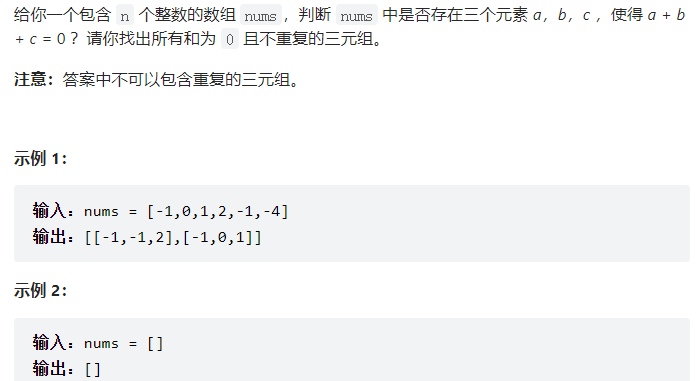 给你一个包含 n 个整数的数组 nums，判断 nums 中是否存在三个元素 a，b，c ，使得 a + b
+ c = 0 ？请你找出所有和为 0 且不重复的三元组。
注意：答案中不可以包含重复的三元组。
示例 1：
输入：nums = [-1,0,1,2,-1,-4]
输出：[[-1,-1,2],[-1,0,1]]
示例 2：
输入：nums = []
输出：[]